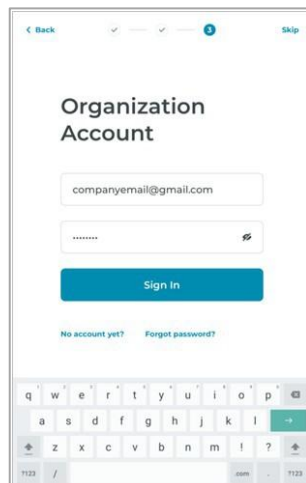 Back 3 Skip
Organization
Account
companyemail@gmail.com
........
Sign In
No account yet? Forgot password?
q w e r t y u i o p
a s d f g h j k l
z x c v b n m ! ?
?123 / .com . ?123